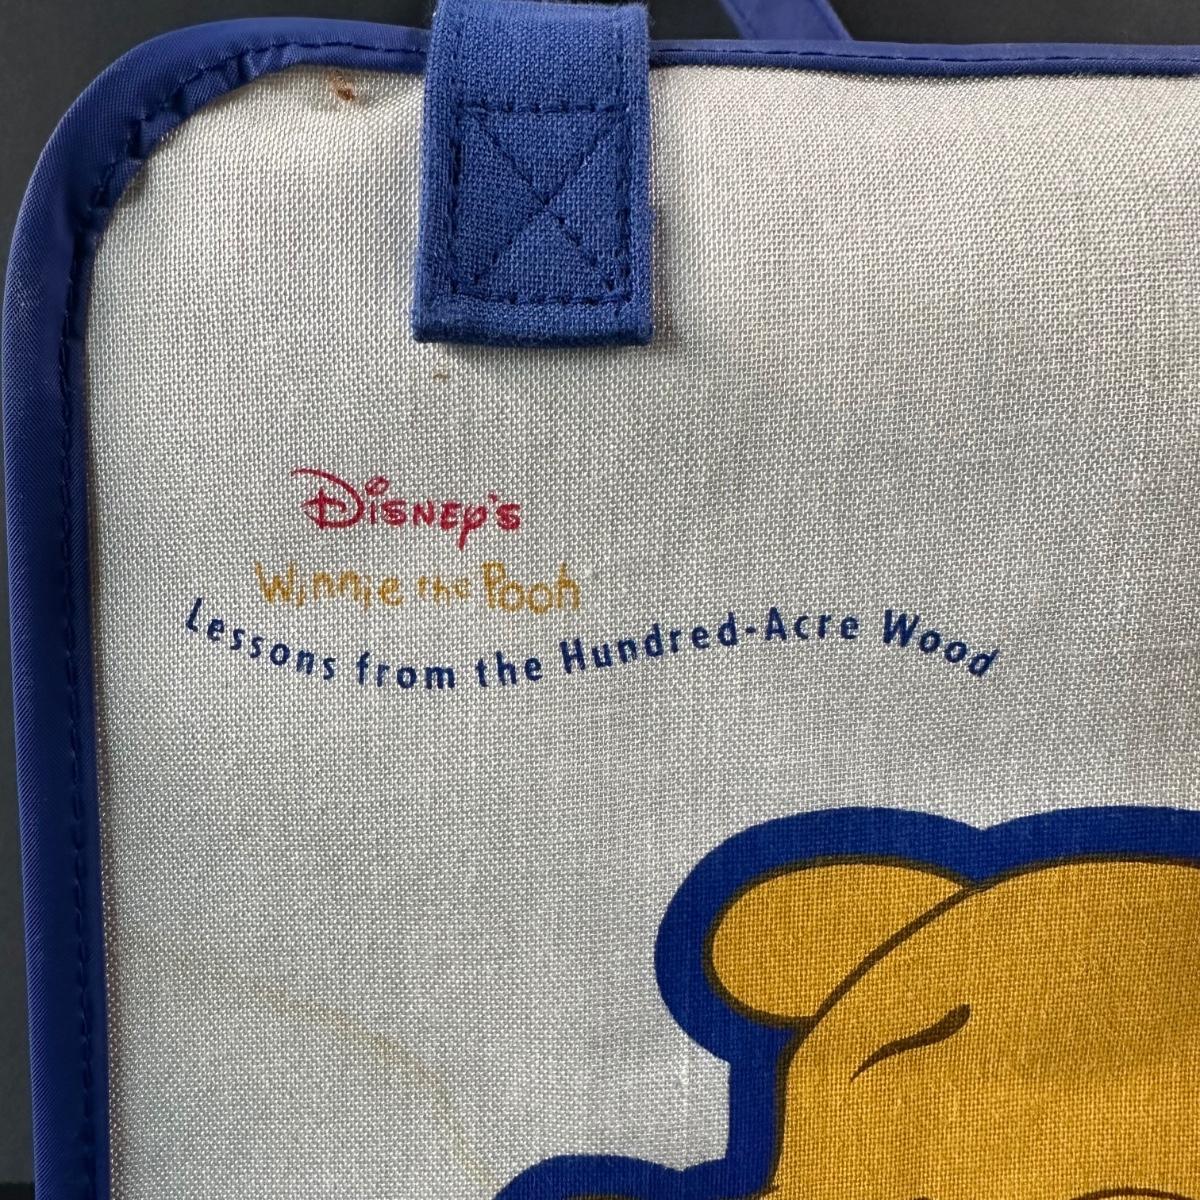 Disney's
Winnie the Pooh
Lessons from the Hundred-Acre Wood